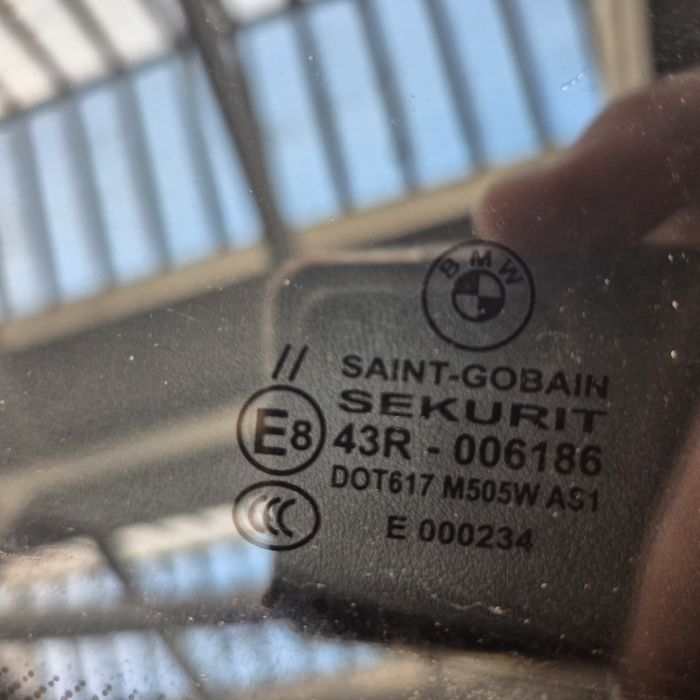 BMW
//
SAINT-GOBAIN
SEKURIT
E8
43R - 006186
DOT617 M505W AS1
CCC
E 000234